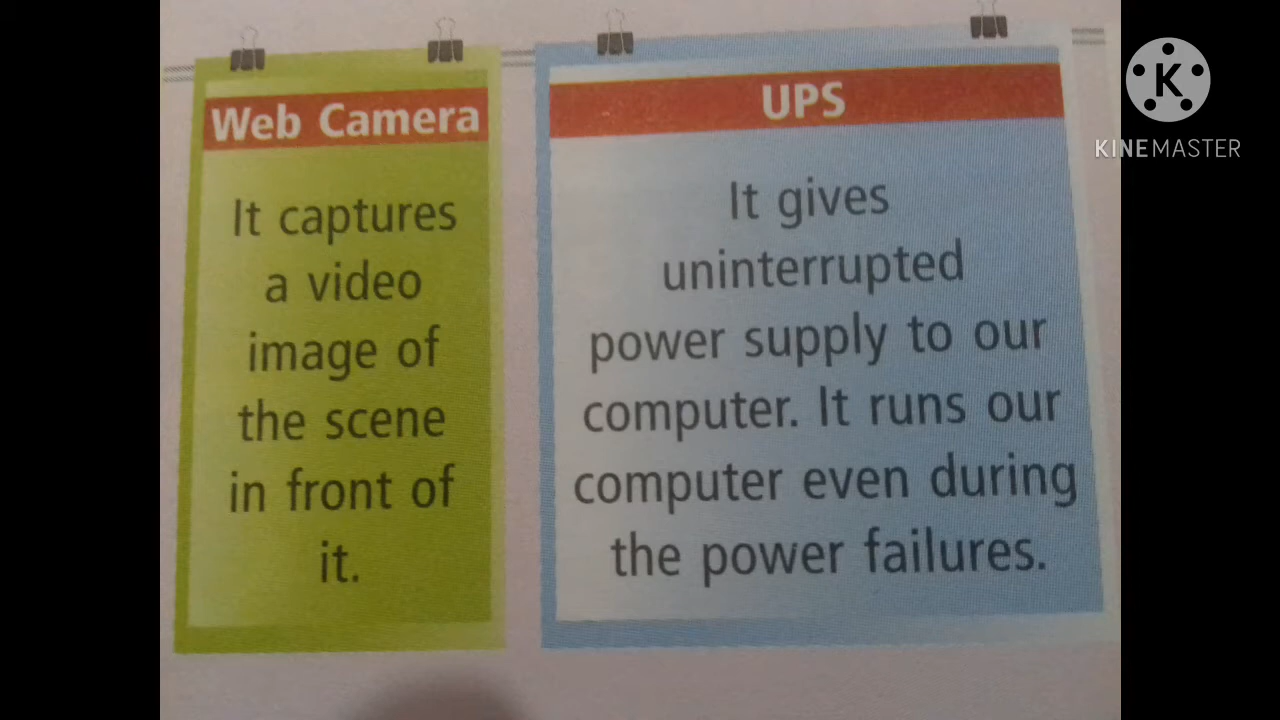 Web Camera
It captures
a video
image of
the scene
in front of
it.
UPS
It gives
uninterrupted
power supply to our
computer. It runs our
computer even during
the power failures.
K
KINEMASTER